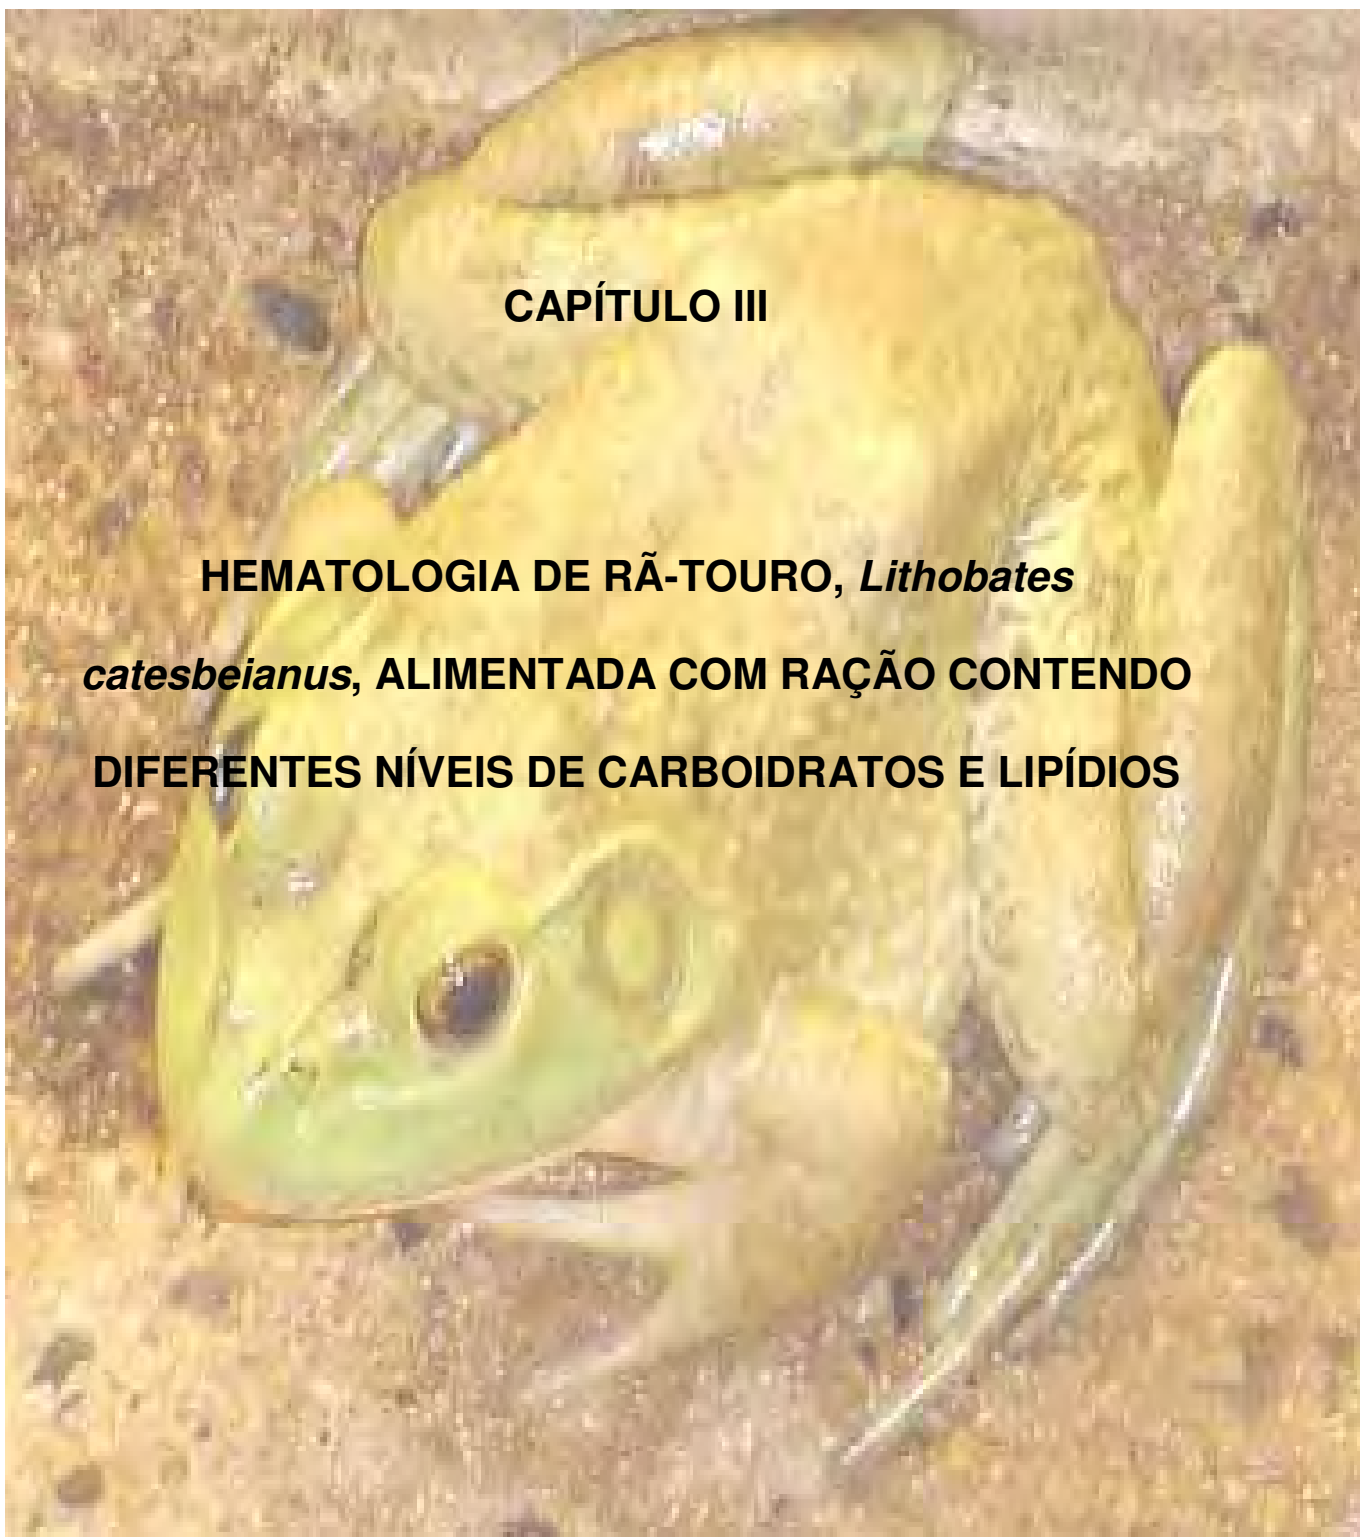 CAPÍTULO III
HEMATOLOGIA DE RÃ-TOURO, Lithobates
catesbeianus, ALIMENTADA COM RAÇÃO CONTENDO
DIFERENTES NÍVEIS DE CARBOIDRATOS E LIPÍDIOS